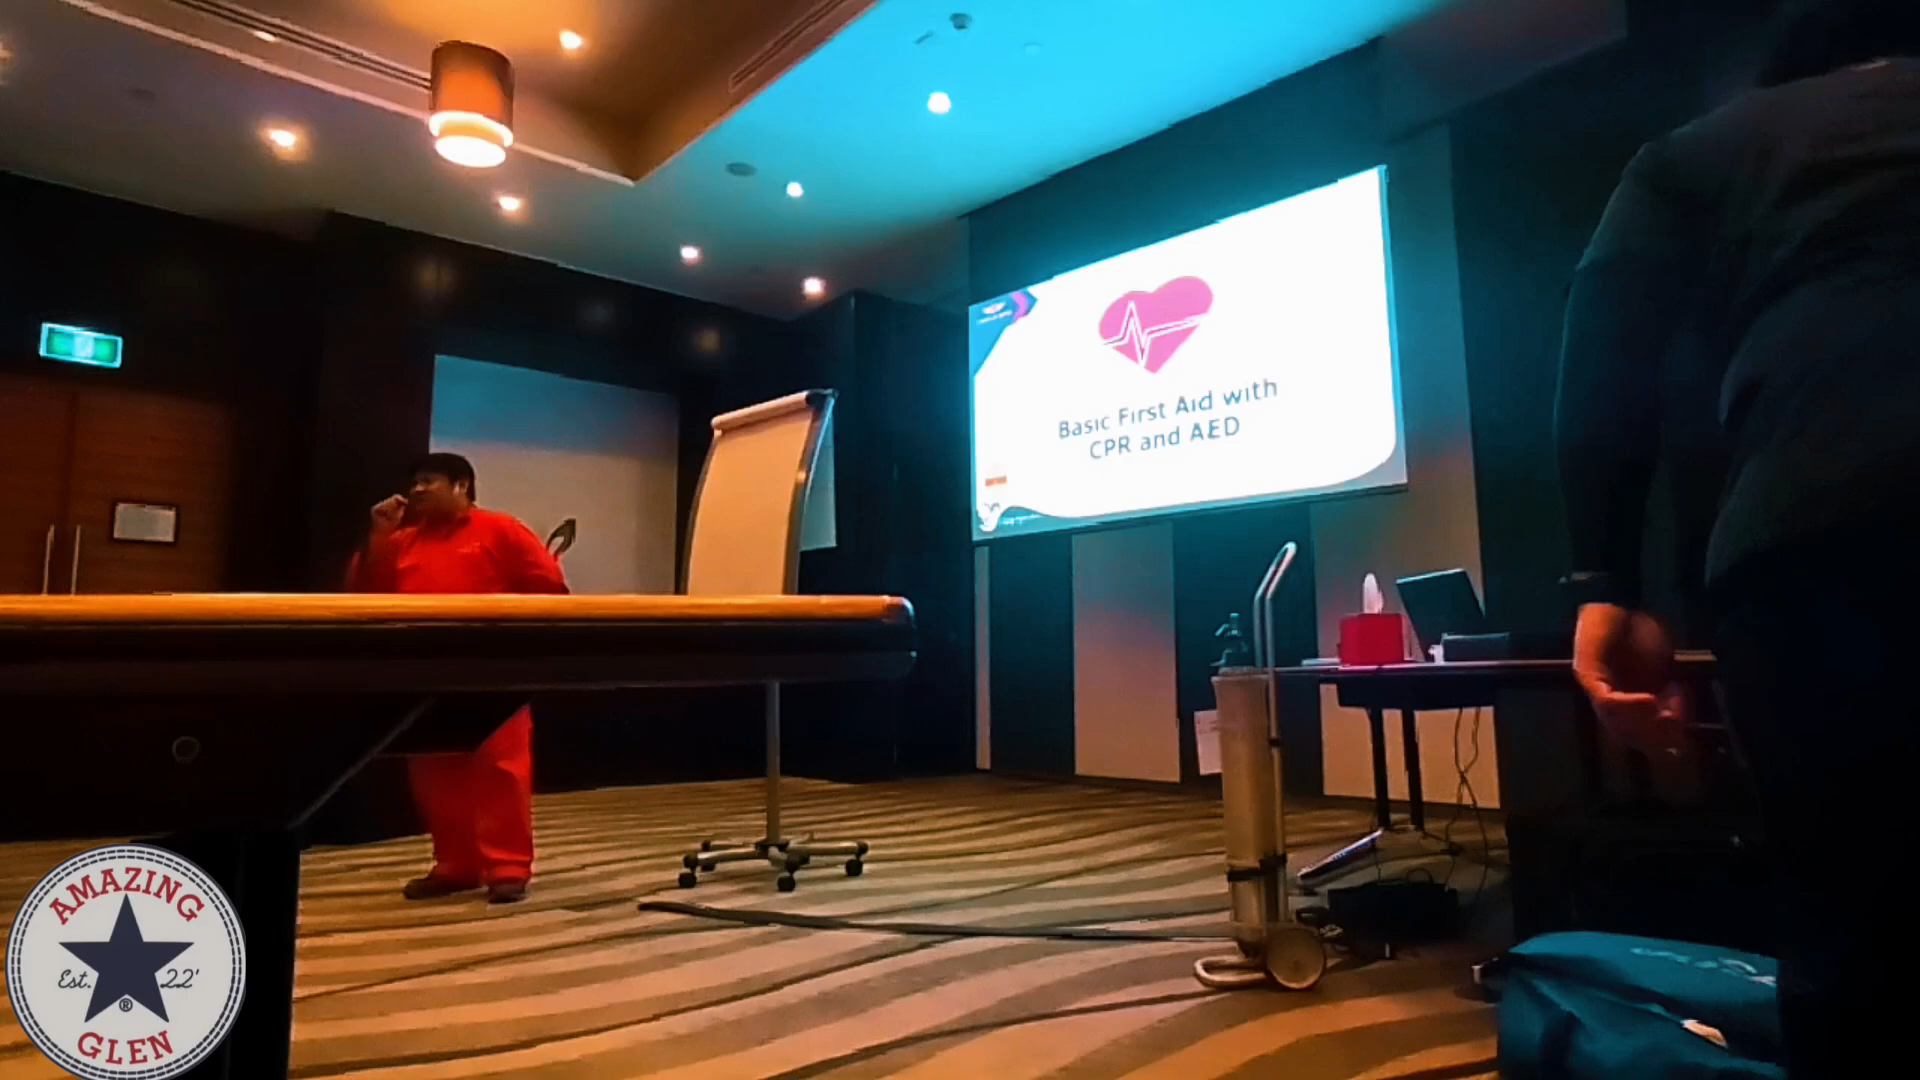 Basic First Aid with
CPR and AED
AMAZING
Est. 22'
®
GLEN